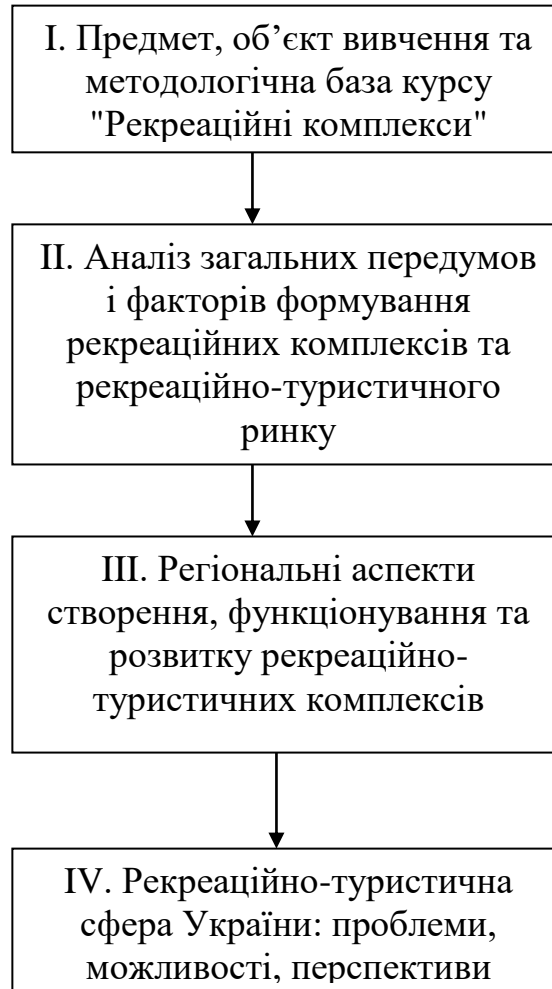 І. Предмет, об’єкт вивчення та
методологічна база курсу
"Рекреаційні комплекси"
ІІ. Аналіз загальних передумов
і факторів формування
рекреаційних комплексів та
рекреаційно-туристичного
ринку
ІІІ. Регіональні аспекти
створення, функціонування та
розвитку рекреаційно-
туристичних комплексів
IV. Рекреаційно-туристична
сфера України: проблеми,
можливості, перспективи